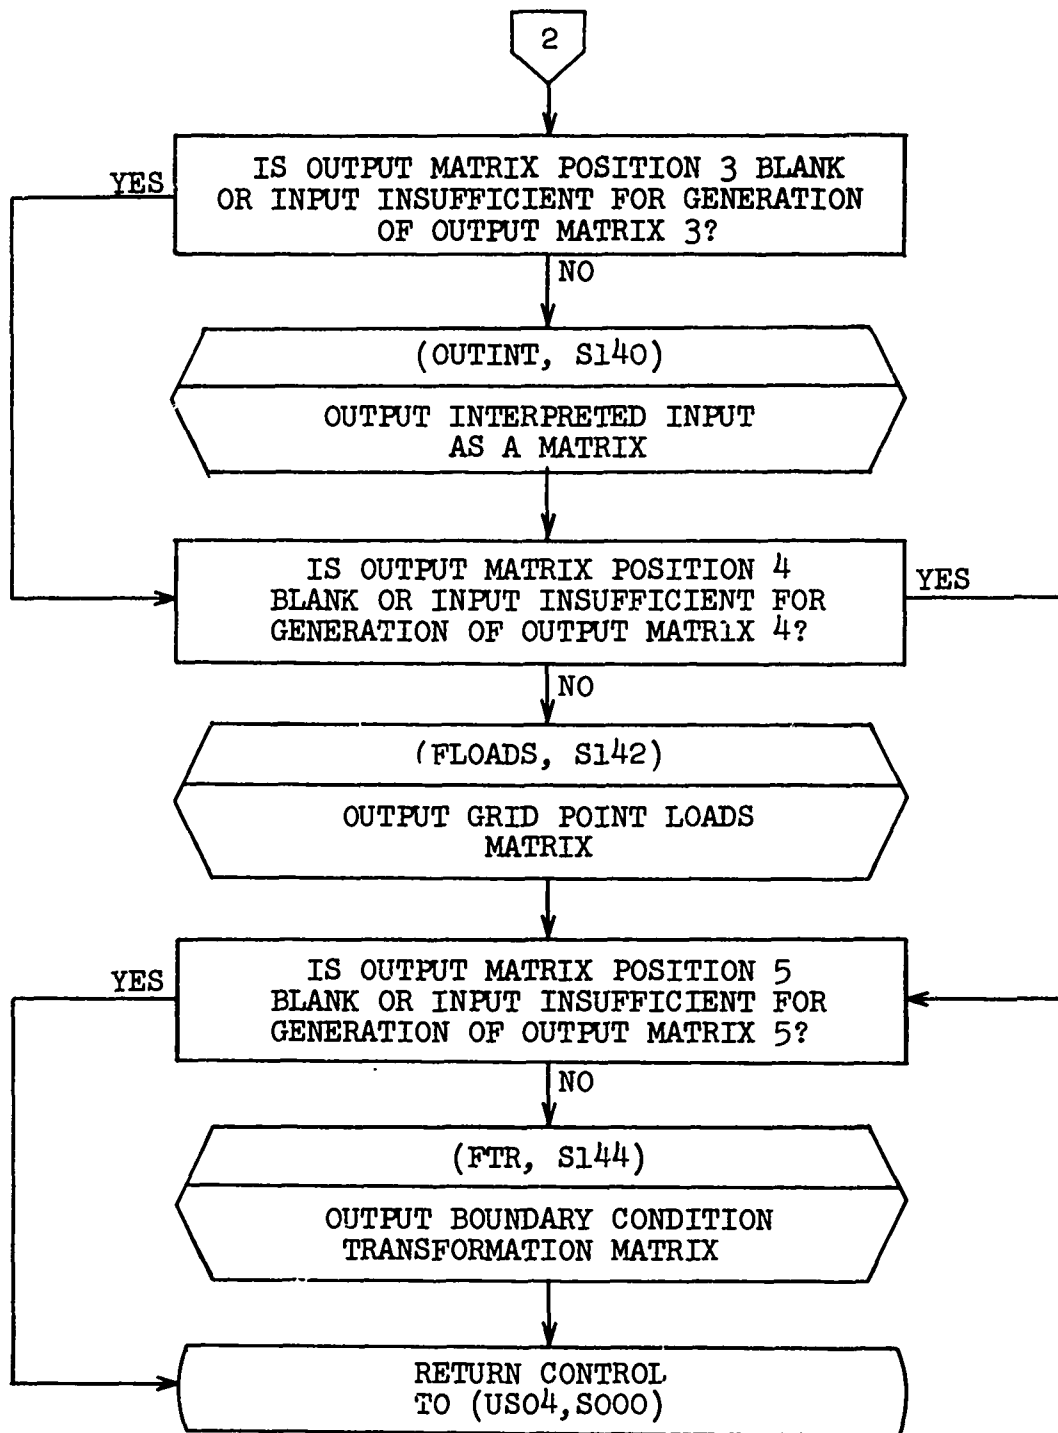 2
IS OUTPUT MATRIX POSITION 3 BLANK
OR INPUT INSUFFICIENT FOR GENERATION
OF OUTPUT MATRIX 3?
YES
NO
(OUTINT, S140)
OUTPUT INTERPRETED INPUT
AS A MATRIX
IS OUTPUT MATRIX POSITION 4
BLANK OR INPUT INSUFFICIENT FOR
GENERATION OF OUTPUT MATRIX 4?
YES
NO
(FLOADS, S142)
OUTPUT GRID POINT LOADS
MATRIX
IS OUTPUT MATRIX POSITION 5
BLANK OR INPUT INSUFFICIENT FOR
GENERATION OF OUTPUT MATRIX 5?
YES
NO
(FTR, S144)
OUTPUT BOUNDARY CONDITION
TRANSFORMATION MATRIX
RETURN CONTROL
TO (US04,S000)